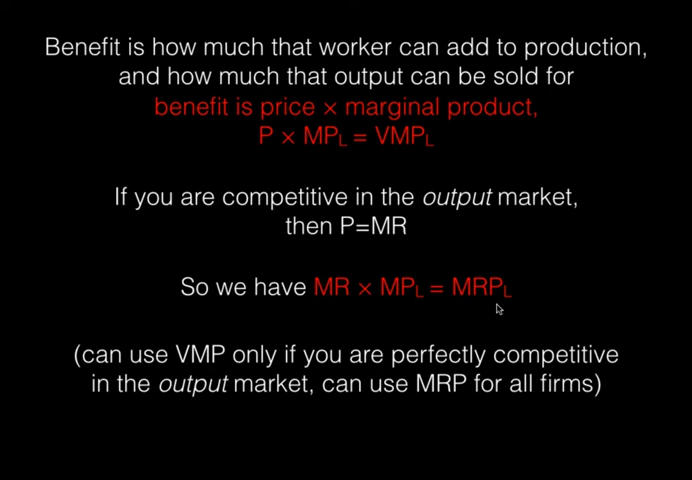 Benefit is how much that worker can add to production,
and how much that output can be sold for
benefit is price × marginal product,
P × MPL = VMPL
If you are competitive in the output market,
then P=MR
So we have MR × MPL = MRPL
(can use VMP only if you are perfectly competitive
in the output market, can use MRP for all firms)